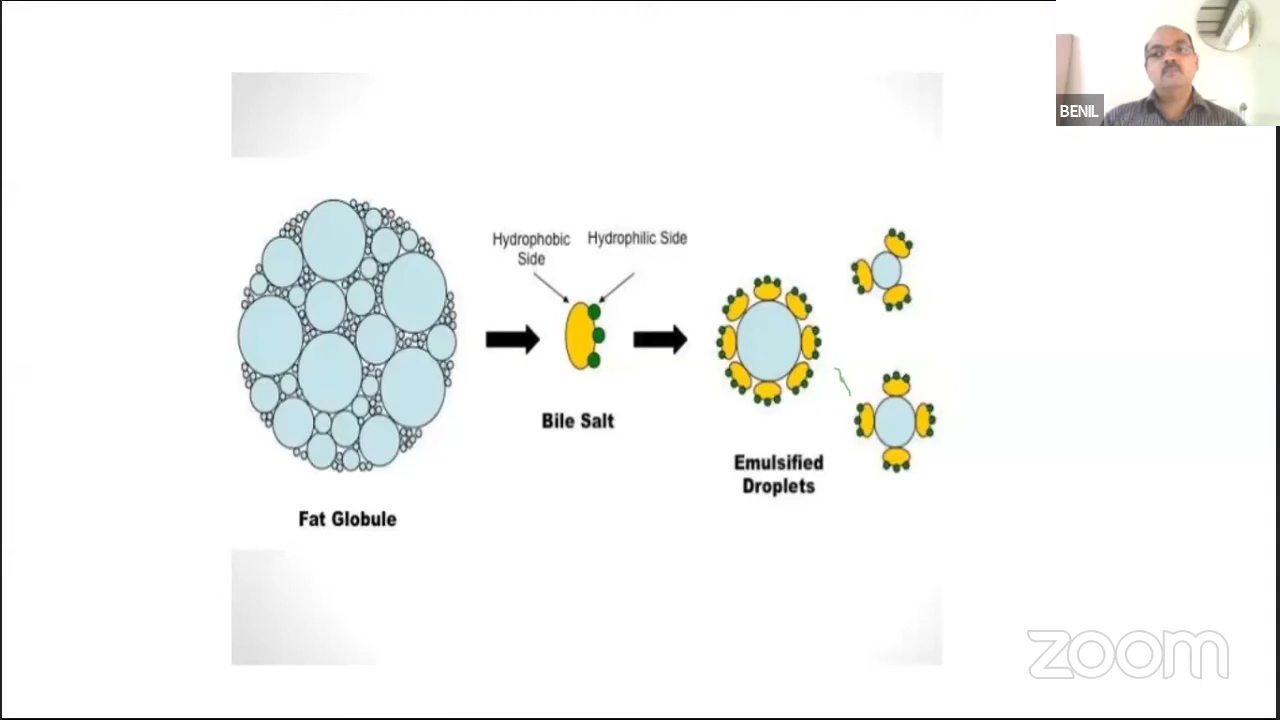 BENIL
Hydrophobic
Side
Hydrophilic Side
Bile Salt
Emulsified
Droplets
Fat Globule
zoom